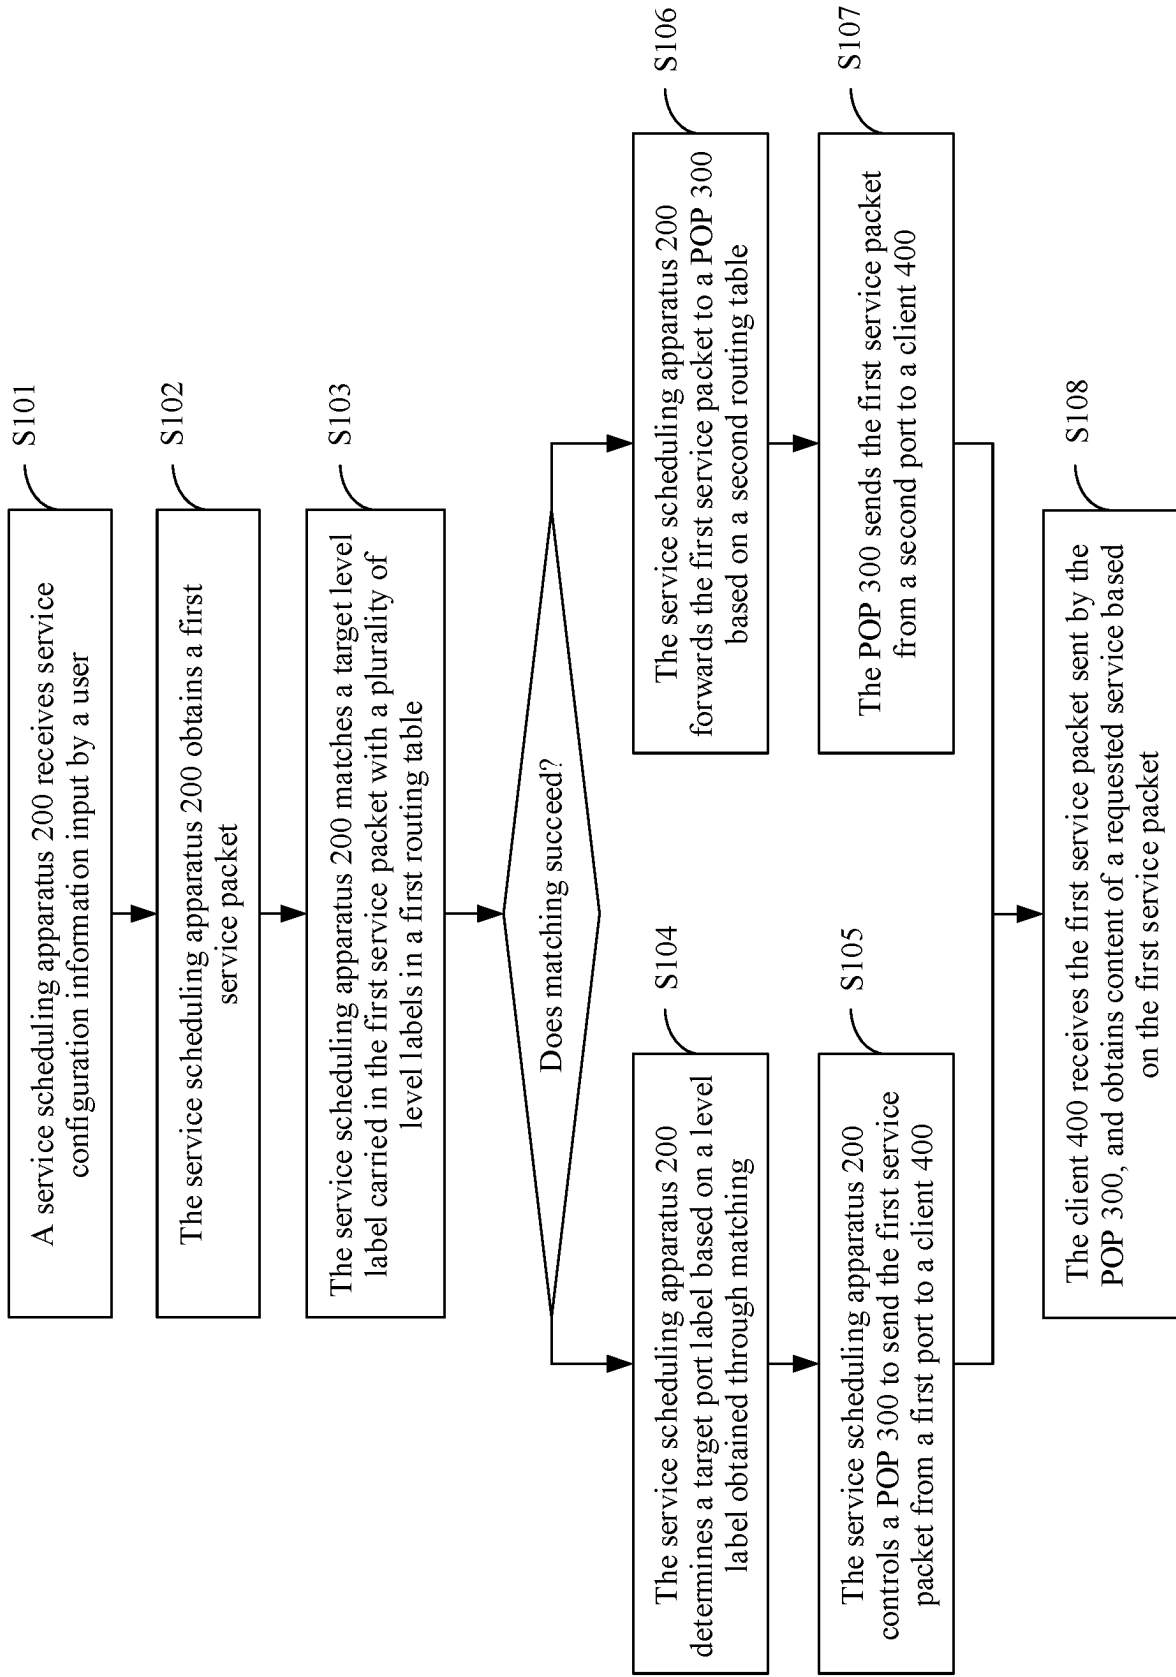 A service scheduling apparatus 200 receives service
configuration information input by a user
S101
The service scheduling apparatus 200 obtains a first
service packet
S102
The service scheduling apparatus 200 matches a target level
label carried in the first service packet with a plurality of
level labels in a first routing table
S103
Does matching succeed?
The service scheduling apparatus 200
determines a target port label based on a level
label obtained through matching
S104
The service scheduling apparatus 200
controls a POP 300 to send the first service
packet from a first port to a client 400
S105
The service scheduling apparatus 200
forwards the first service packet to a POP 300
based on a second routing table
S106
The POP 300 sends the first service packet
from a second port to a client 400
S107
The client 400 receives the first service packet sent by the
POP 300, and obtains content of a requested service based
on the first service packet
S108